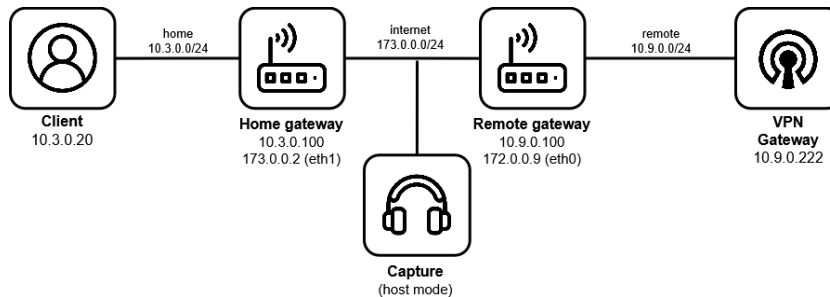 home
10.3.0.0/24
internet
173.0.0.0/24
remote
10.9.0.0/24
Client
10.3.0.20
Home gateway
10.3.0.100
173.0.0.2 (eth1)
Remote gateway
10.9.0.100
172.0.0.9 (eth0)
VPN
Gateway
10.9.0.222
Capture
(host mode)